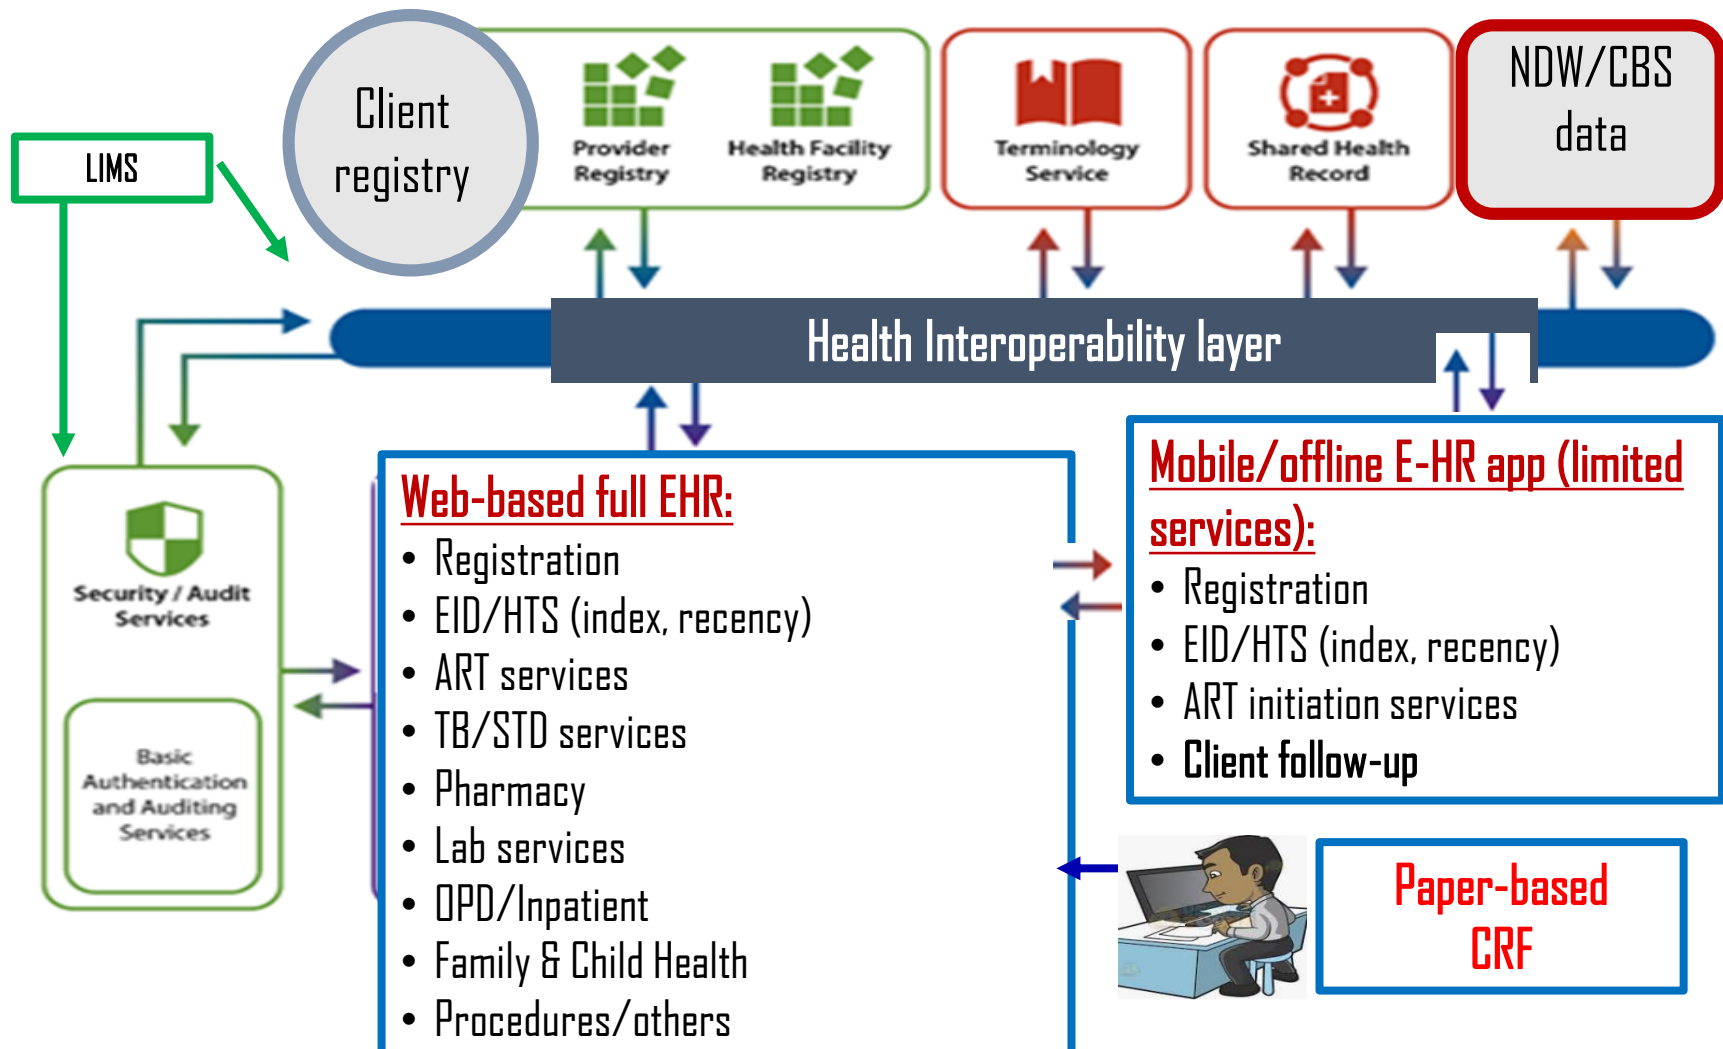 LIMS
Client
registry
Provider
Registry
Health Facility
Registry
Terminology
Service
Shared Health
Record
NDW/CBS
data
Health Interoperability layer
Security / Audit
Services
Basic
Authentication
and Auditing
Services
Web-based full EHR:
• Registration
• EID/HTS (index, recency)
• ART services
• TB/STD services
• Pharmacy
• Lab services
• OPD/Inpatient
• Family & Child Health
• Procedures/others
Mobile/offline E-HR app (limited
services):
• Registration
• EID/HTS (index, recency)
• ART initiation services
• Client follow-up
Paper-based
CRF